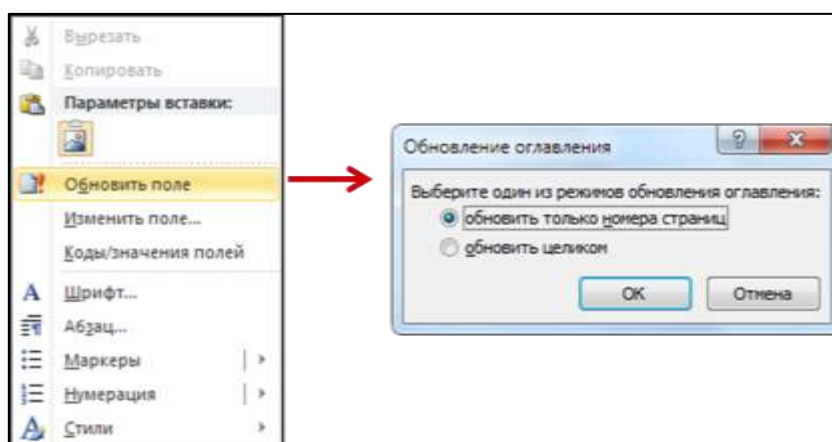 Вырезать
Копировать
Параметры вставки:
Обновить поле
Изменить поле...
Коды/значения полей
Шрифт...
Абзац...
Маркеры
Нумерация
Стили
Обновление оглавления
Выберите один из режимов обновления оглавления:
обновить только номера страниц
обновить целиком
ОК
Отмена